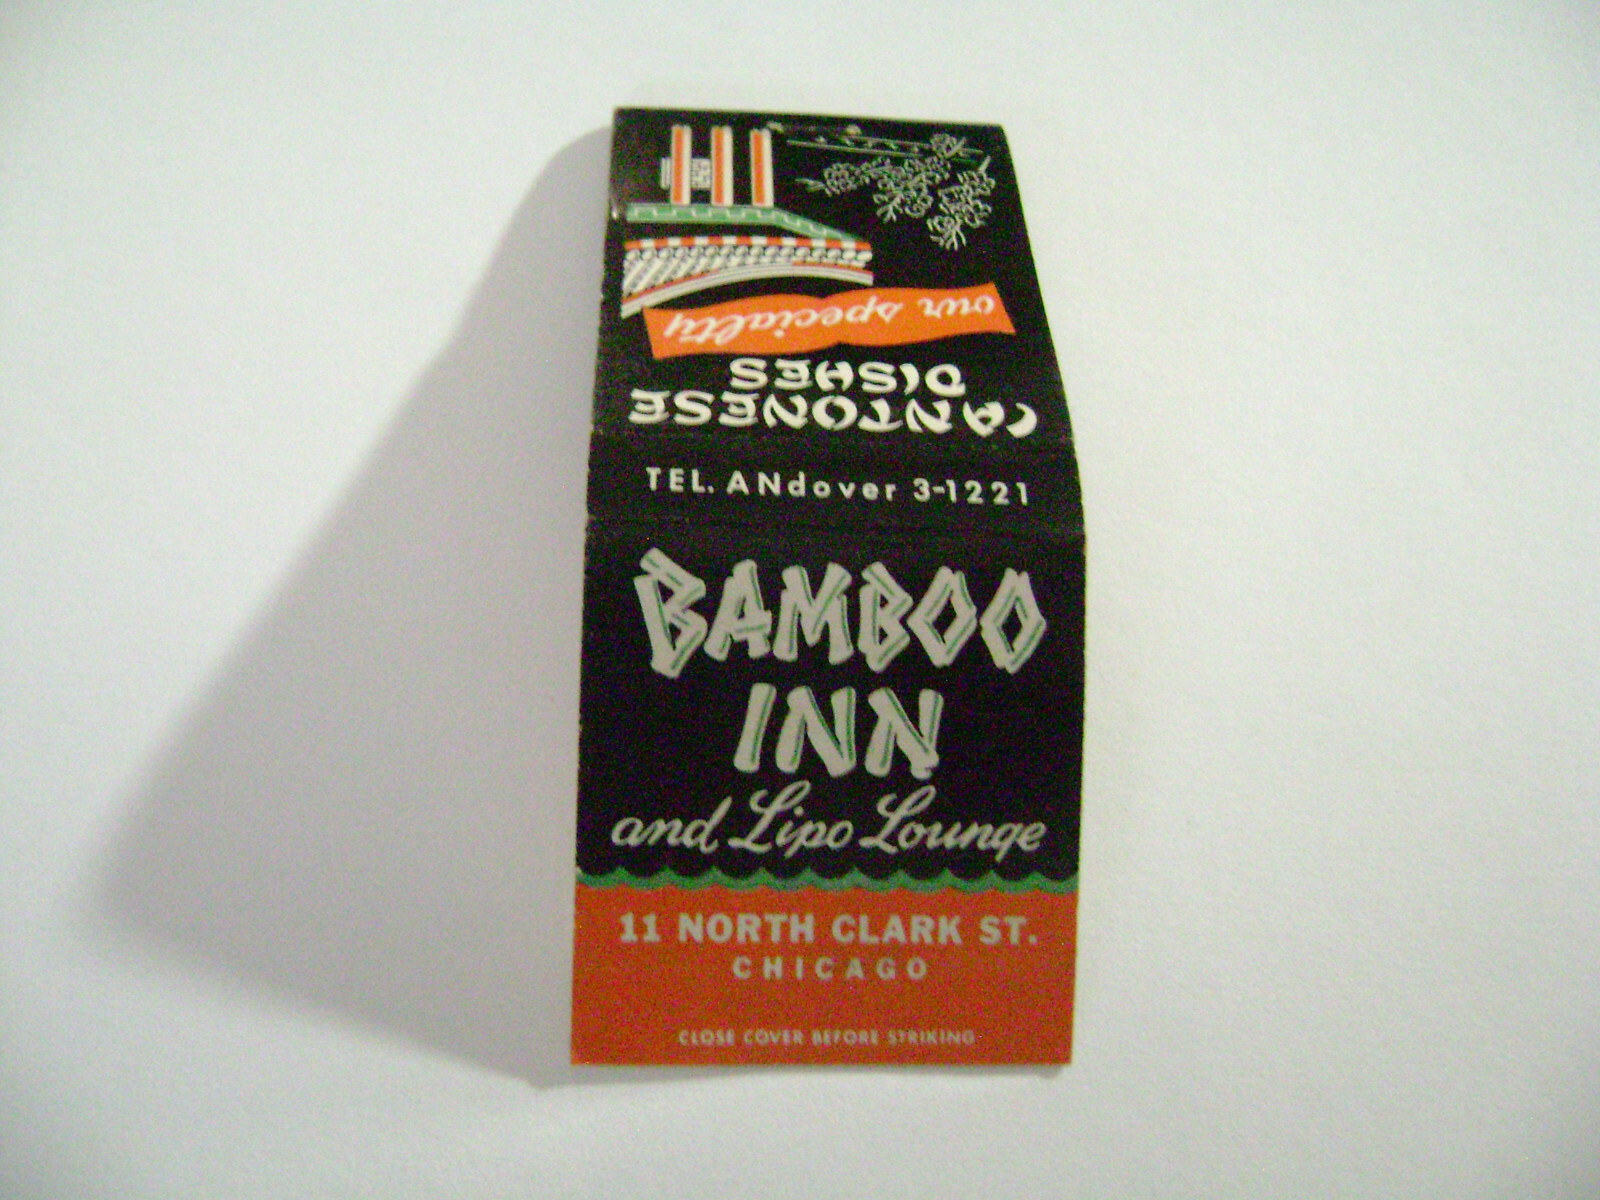 CANTONESE
DISHES
our specialty
TEL. ANdover 3-1221
BAMBOO
INN
and Lipo Lounge
11 NORTH CLARK ST.
CHICAGO
CLOSE COVER BEFORE STRIKING